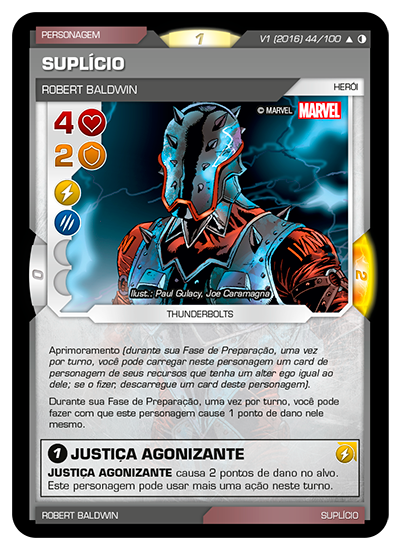 PERSONAGEM
1
V1 (2016) 44/100
SUPLÍCIO
ROBERT BALDWIN
HERÓI
© MARVEL MARVEL
4
2
0
2
Ilust.: Paul Gulacy, Joe Caramagna
THUNDERBOLTS
Aprimoramento (durante sua Fase de Preparação, uma vez
por turno, você pode carregar neste personagem um card de
personagem de seus recursos que tenha um alter ego igual ao
dele; se o fizer, descarregue um card deste personagem).
Durante sua Fase de Preparação, uma vez por turno, você pode
fazer com que este personagem cause 1 ponto de dano nele
mesmo.
1 JUSTIÇA AGONIZANTE
JUSTIÇA AGONIZANTE causa 2 pontos de dano no alvo.
Este personagem pode usar mais uma ação neste turno.
ROBERT BALDWIN
SUPLÍCIO